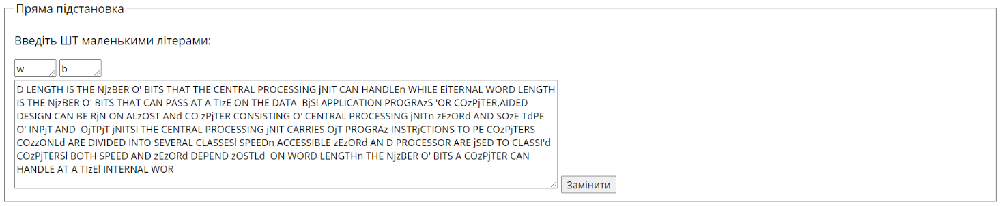 Пряма підстановка
Введіть ШТ маленькими літерами:
w b
D LENGTH IS THE NjzBER O' BITS THAT THE CENTRAL PROCESSING jNIT CAN HANDLEn WHILE EiTERNAL WORD LENGTH
IS THE NjzBER O' BITS THAT CAN PASS AT A TIzE ON THE DATA  BjSl APPLICATION PROGRAzS 'OR COzPjTER,AIDED
DESIGN CAN BE RjN ON ALzOST ANd CO zPjTER CONSISTING O' CENTRAL PROCESSING jNITn zEzORd AND SOzE TdPE
O' INPjT AND  OjTPjT jNITSl THE CENTRAL PROCESSING jNIT CARRIES OjT PROGRAz INSTRjCTIONS TO PE COzPjTERS
COzzONLd ARE DIVIDED INTO SEVERAL CLASSESl SPEEDn ACCESSIBLE zEzORd AN D PROCESSOR ARE jSED TO CLASSI'd
COzPjTERSl BOTH SPEED AND zEzORd DEPEND zOSTLd  ON WORD LENGTHn THE NjzBER O' BITS A COzPjTER CAN
HANDLE AT A TIzEl INTERNAL WOR
Замінити